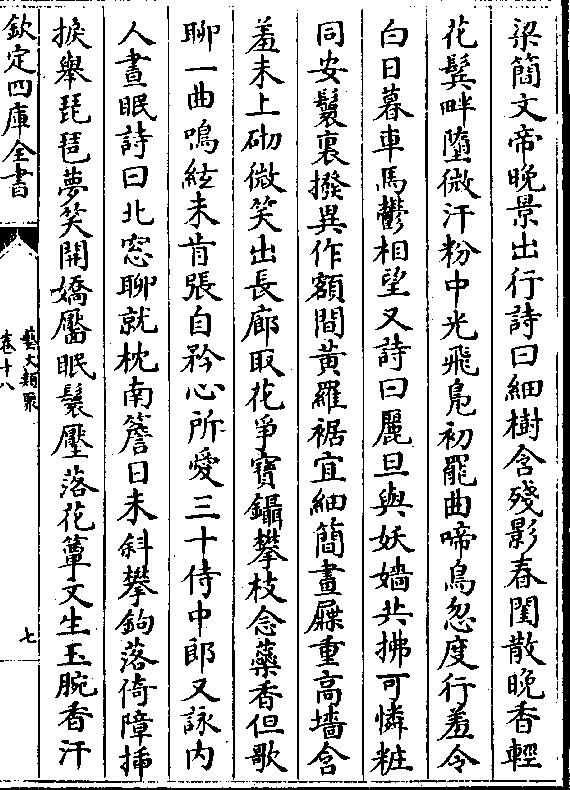 梁簡文帝晚景出行詩曰細樹含殘影春閨散晚香輕
花鬢畔墮微汗粉中光飛鳧初罷曲啼鳥忽度行羞令
白日暮車馬鬱相望又詩曰麗旦與妖嬙共拂可憐粧
同安鬟裏撥異作額間黃羅裾宜細簡畫屧重高墻含
羞未上砌微笑出長廊取花爭寶鑷攀枝念藥香但歌
聊一曲鳴絃未肯張自矜心所愛三十侍中郎又詠内
人晝眠詩曰北窓聊就枕南簷日未斜攀鉤落倚障插
捩舉琵琶夢笑開嬌靨眠鬟壓落花簟文生玉腕香汗
欽定四庫全書
藝文類聚
卷十八
七